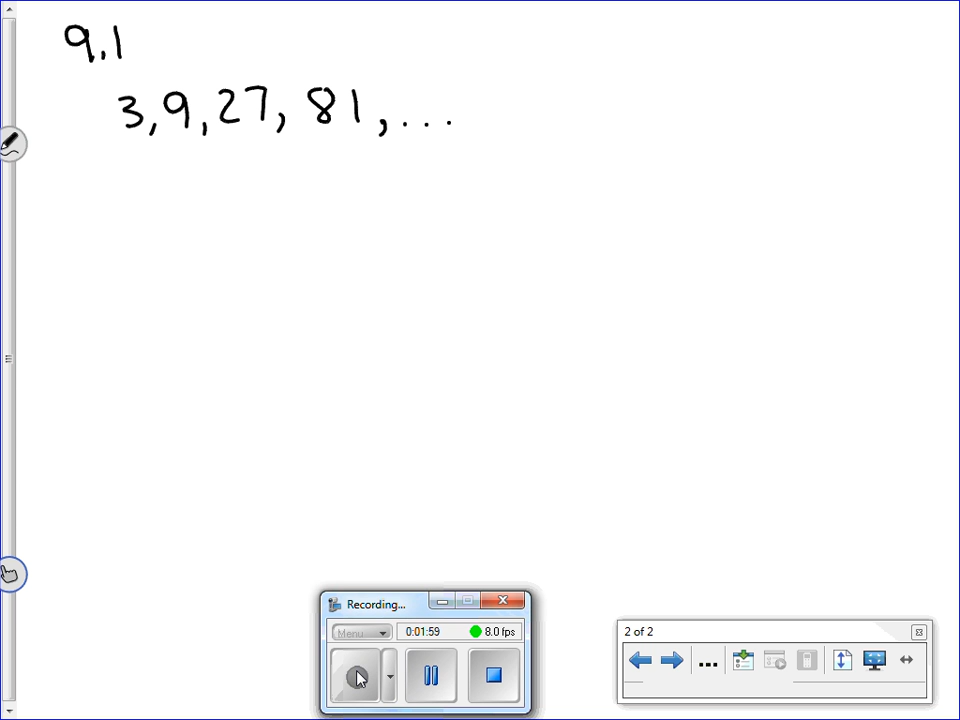 9.1
3, 9, 27, 81, ...
Recording...
Menu
0:01:59
8.0 fps
2 of 2